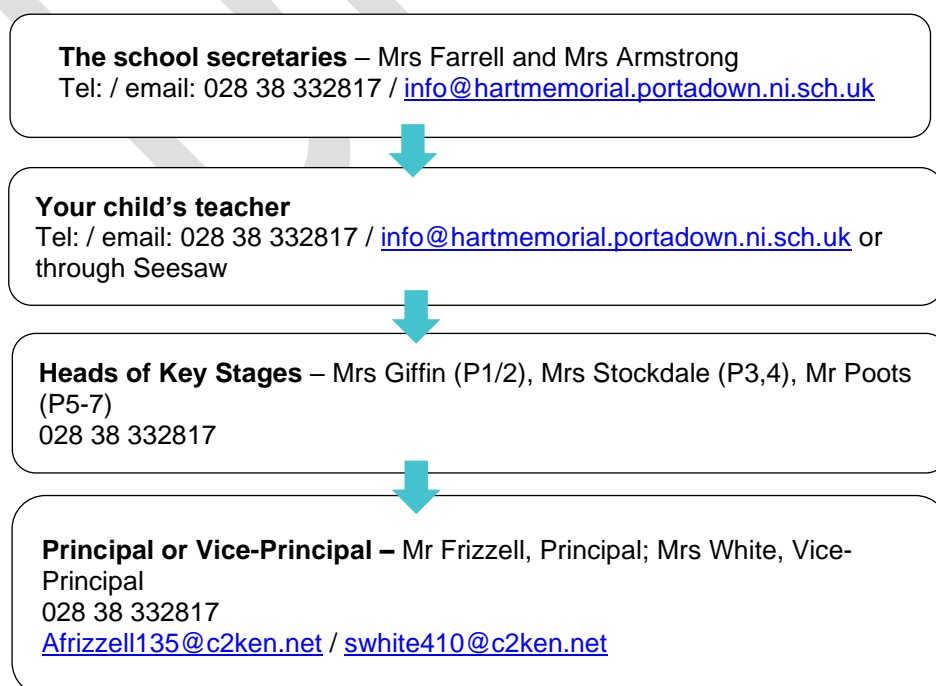 The school secretaries – Mrs Farrell and Mrs Armstrong
Tel: / email: 028 38 332817 / info@hartmemorial.portadown.ni.sch.uk
Your child’s teacher
Tel: / email: 028 38 332817 / info@hartmemorial.portadown.ni.sch.uk or
through Seesaw
Heads of Key Stages – Mrs Giffin (P1/2), Mrs Stockdale (P3,4), Mr Poots
(P5-7)
028 38 332817
Principal or Vice-Principal – Mr Frizzell, Principal; Mrs White, Vice-
Principal
028 38 332817
Afrizzell135@c2ken.net / swhite410@c2ken.net